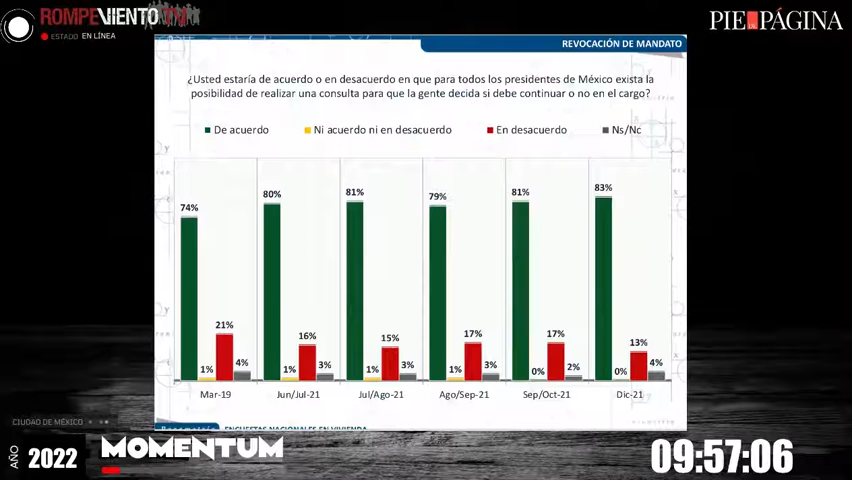 ROMPEVIENTO TV
ESTADO EN LÍNEA
PIE DE PÁGINA
REVOCACIÓN DE MANDATO
¿Usted estaría de acuerdo o en desacuerdo en que para todos los presidentes de México exista la
posibilidad de realizar una consulta para que la gente decida si debe continuar o no en el cargo?
De acuerdo Ni acuerdo ni en desacuerdo En desacuerdo Ns/Nc
74% 1% 21% 4%
80% 1% 16% 3%
81% 1% 15% 3%
79% 1% 17% 3%
81% 0% 17% 2%
83% 0% 13% 4%
Mar-19 Jun/Jul-21 Jul/Ago-21 Ago/Sep-21 Sep/Oct-21 Dic-21
ENCUESTAS NACIONALES EN VIVIENDA
CIUDAD DE MÉXICO
AÑO 2022 MOMENTUM 09:57:06